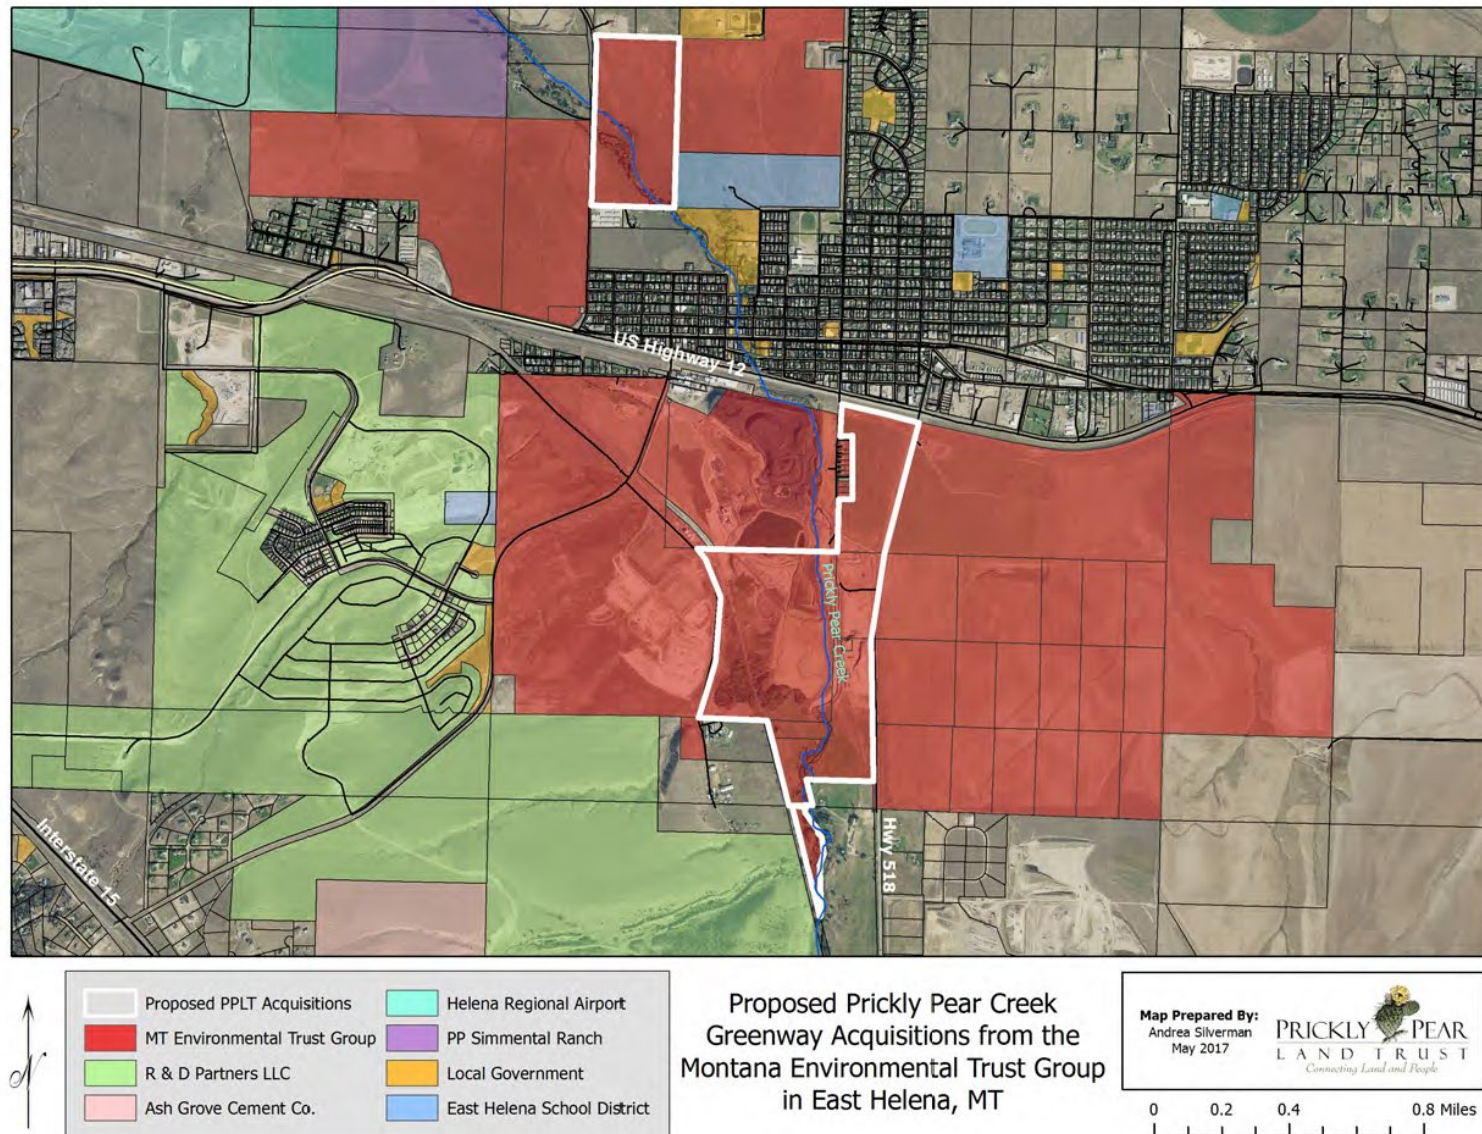 US Highway 12
Prickly Pear Creek
Interstate 15
Hwy 518
N
Proposed PPLT Acquisitions
MT Environmental Trust Group
R & D Partners LLC
Ash Grove Cement Co.
Helena Regional Airport
PP Simmental Ranch
Local Government
East Helena School District
Proposed Prickly Pear Creek
Greenway Acquisitions from the
Montana Environmental Trust Group
in East Helena, MT
Map Prepared By:
Andrea Silverman
May 2017
PRICKLY PEAR
LAND TRUST
Connecting Land and People
0 0.2 0.4 0.8 Miles